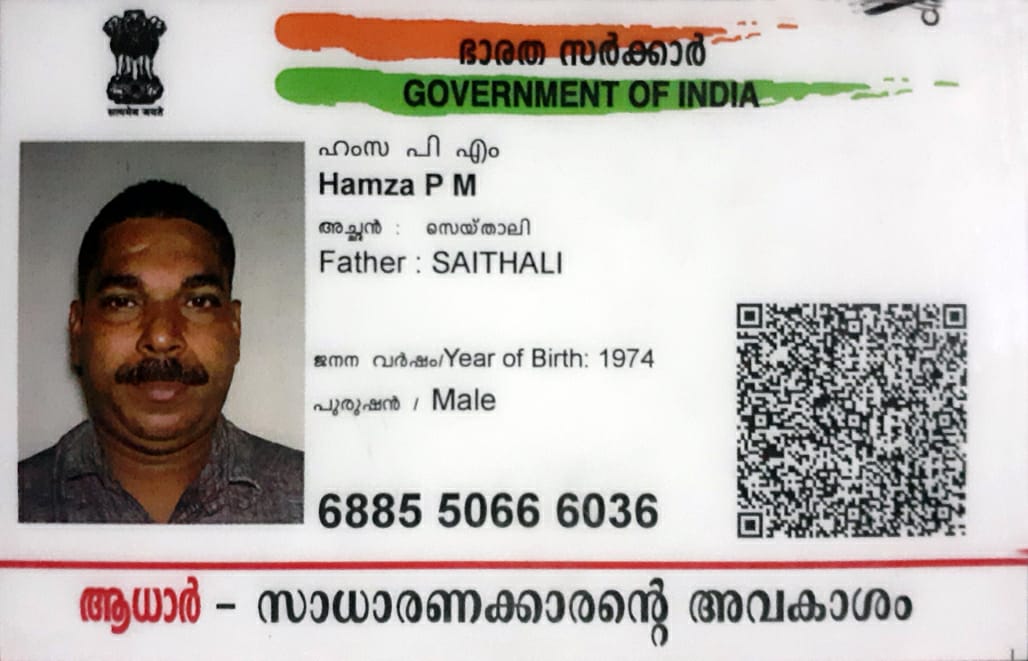 ഭാരത സർക്കാർ
GOVERNMENT OF INDIA
सत्यमेव जयते
ഹംസ പി എം
Hamza P M
അച്ഛൻ : സെയ്താലി
Father : SAITHALI
ജനന വർഷം/Year of Birth: 1974
പുരുഷൻ / Male
6885 5066 6036
ആധാർ – സാധാരണക്കാരന്റെ അവകാശം